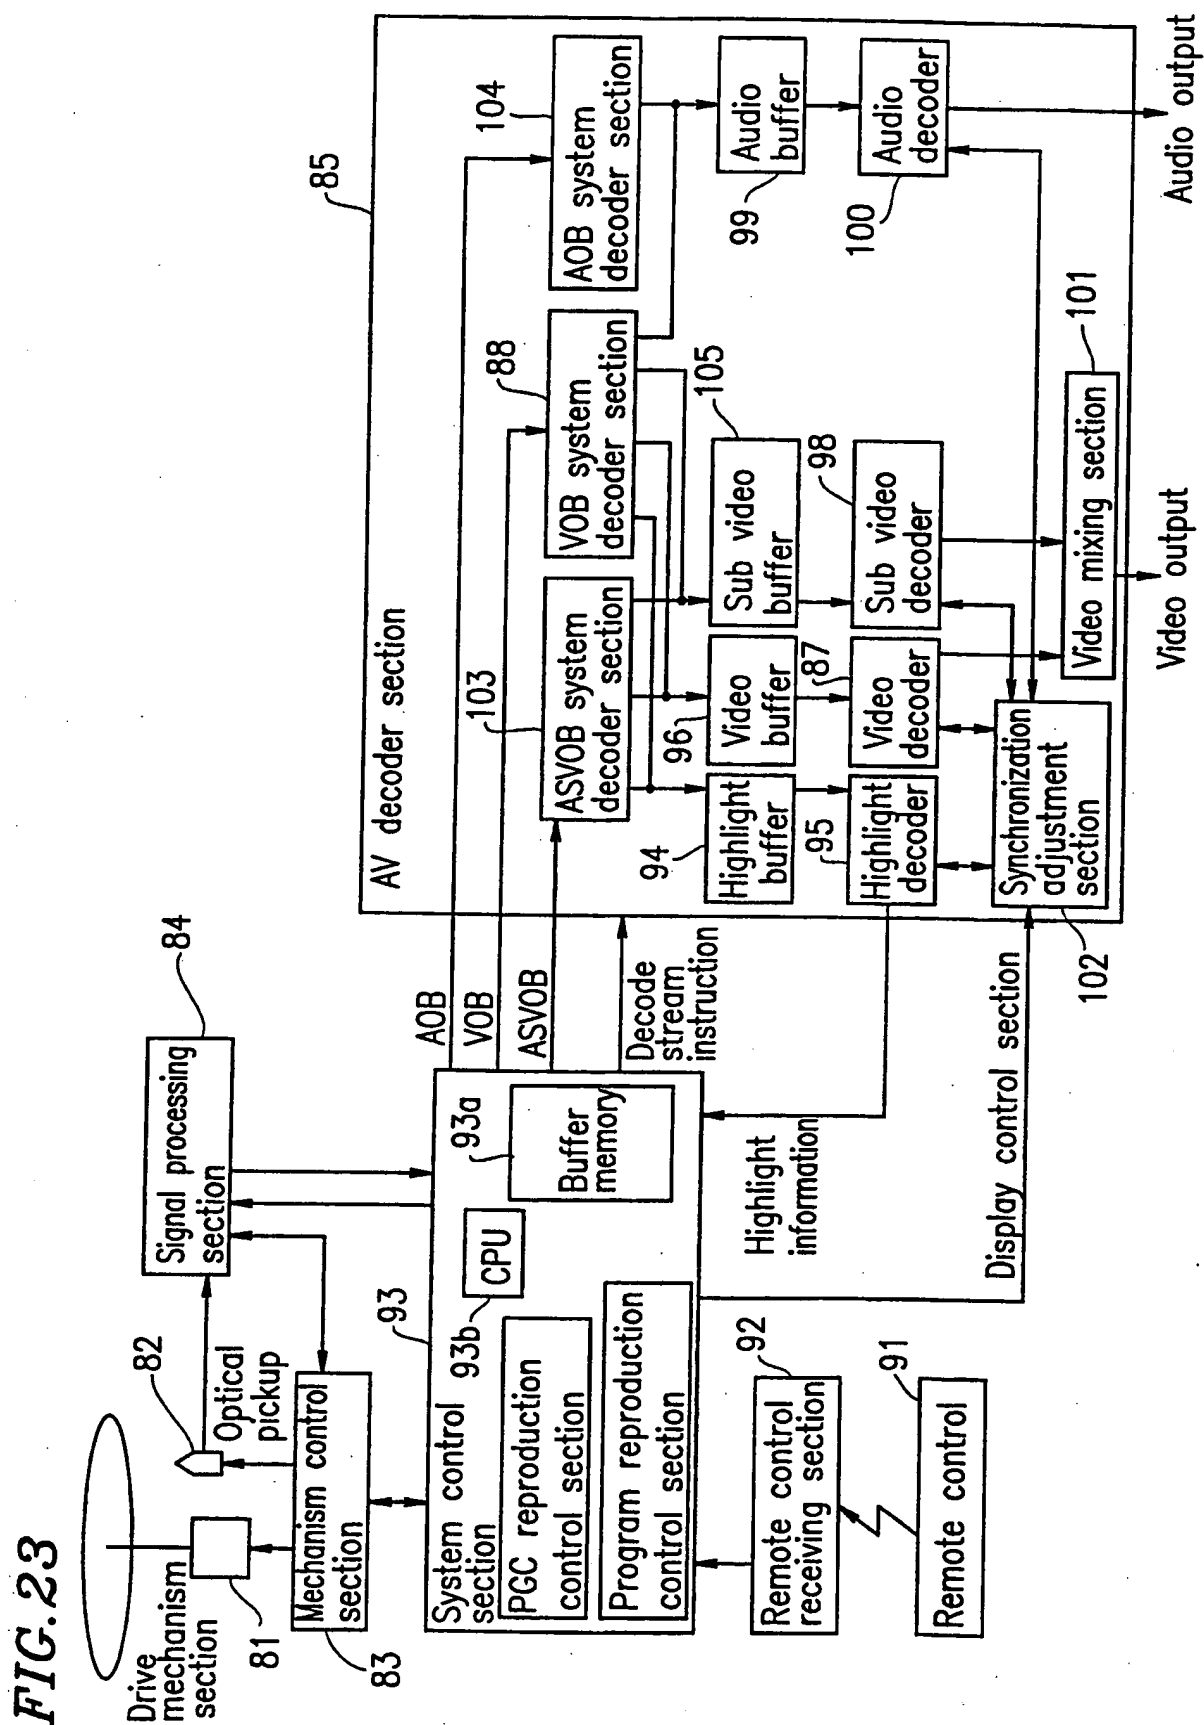 FIG.23
Drive
mechanism
section
81
82
Optical
pickup
Mechanism control
section
83
Signal processing
section
84
System control
section
93
93b
CPU
93a
Buffer
memory
PGC reproduction
control section
Program reproduction
control section
Remote control
receiving section
92
Remote control
91
AOB
VOB
ASVOB
Decode
stream
instruction
Highlight
information
Display control section
AV decoder section
85
103
ASVOB system
decoder section
88
VOB system
decoder section
104
AOB system
decoder section
94
Highlight
buffer
96
Video
buffer
105
Sub video
buffer
99
Audio
buffer
95
Highlight
decoder
87
Video
decoder
98
Sub video
decoder
100
Audio
decoder
Synchronization
adjustment
section
102
101
Video mixing section
Video output
Audio output